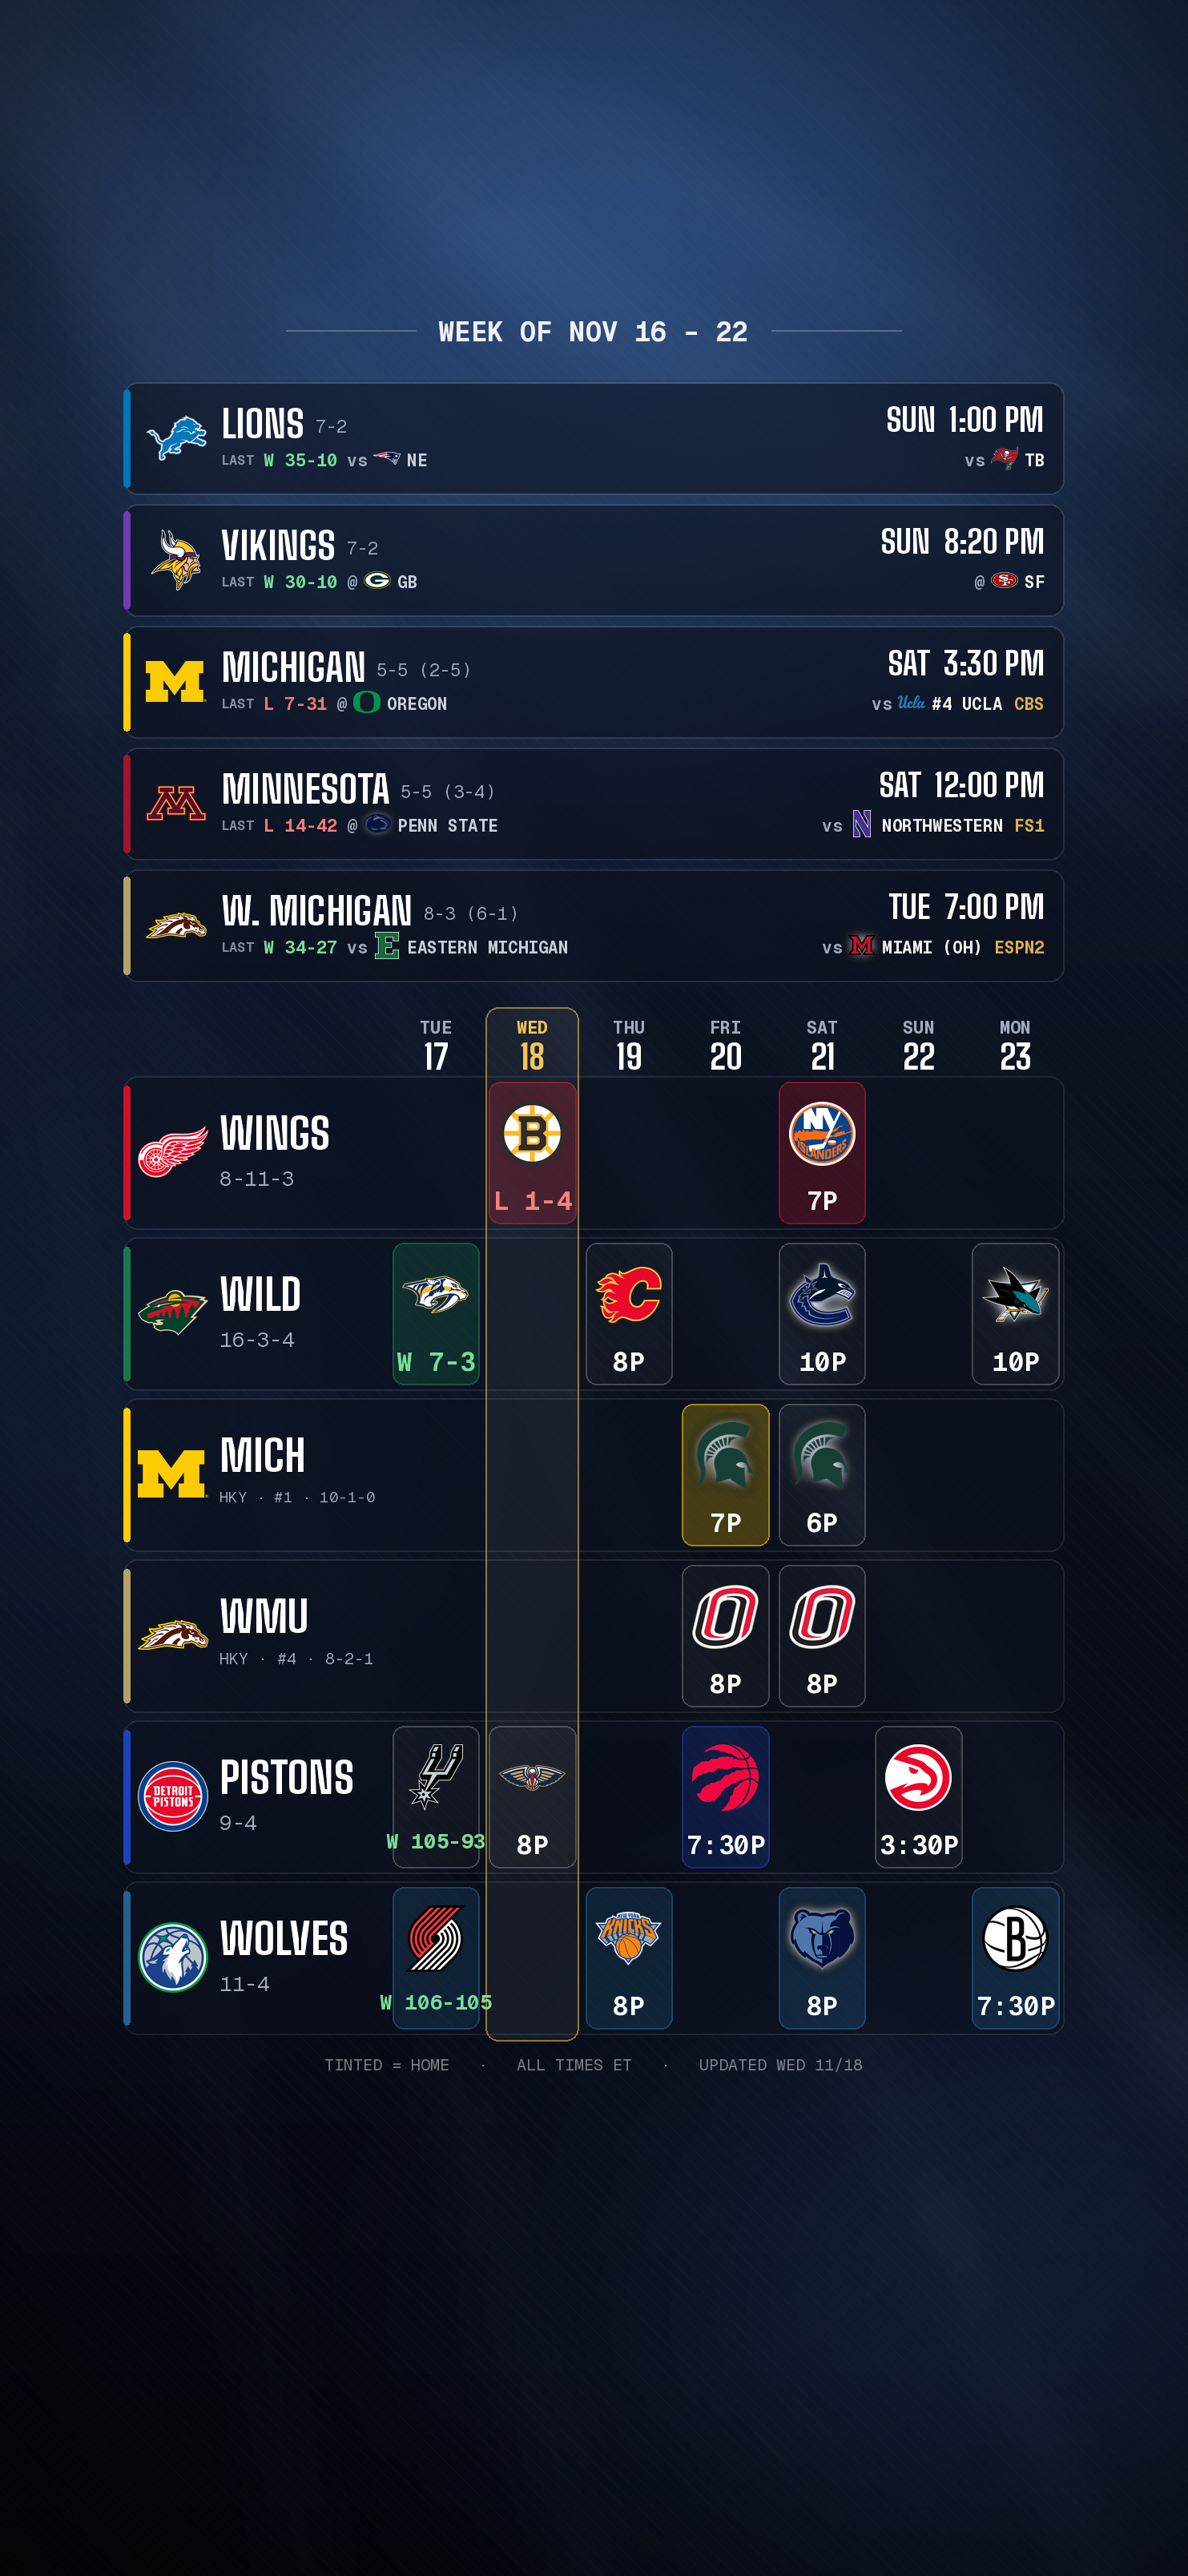 WEEK OF NOV 16 – 22
LIONS 7-2
LAST W 35-10 vs NE
SUN 1:00 PM
vs TB
VIKINGS 7-2
LAST W 30-10 @ G GB
SUN 8:20 PM
@ SF SF
MICHIGAN 5-5 (2-5)
M
LAST L 7-31 @ O OREGON
SAT 3:30 PM
vs Ucla #4 UCLA CBS
MINNESOTA 5-5 (3-4)
M
LAST L 14-42 @ PENN STATE
SAT 12:00 PM
vs N NORTHWESTERN FS1
W. MICHIGAN 8-3 (6-1)
LAST W 34-27 vs E EASTERN MICHIGAN
TUE 7:00 PM
vs M MIAMI (OH) ESPN2
TUE WED THU FRI SAT SUN MON
17 18 19 20 21 22 23
WINGS
8-11-3
B
L 1-4
NY
ISLANDERS
7P
WILD
16-3-4
W 7-3
C
8P
10P
10P
M
MICH
HKY · #1 · 10-1-0
7P
6P
WMU
HKY · #4 · 8-2-1
O
8P
O
8P
DETROIT
PISTONS
PISTONS
9-4
W 105-93
8P
7:30P
3:30P
WOLVES
11-4
W 106-105
NEW YORK
KNICKS
8P
8P
B
7:30P
TINTED = HOME · ALL TIMES ET · UPDATED WED 11/18